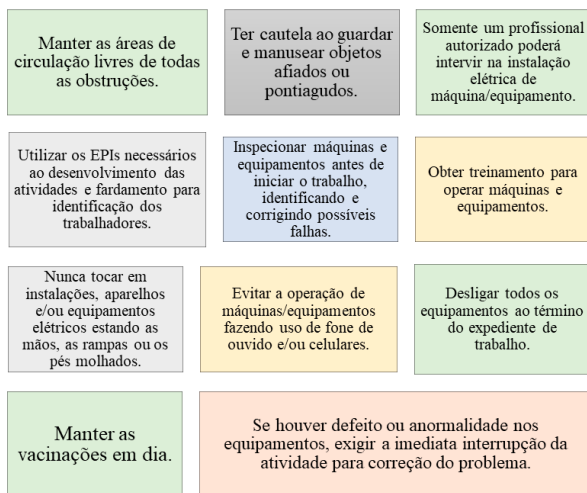 Manter as áreas de
circulação livres de todas
as obstruções.
Ter cautela ao guardar
e manusear objetos
afiados ou
pontiagudos.
Somente um profissional
autorizado poderá
intervir na instalação
elétrica de
máquina/equipamento.
Utilizar os EPIs necessários
ao desenvolvimento das
atividades e fardamento para
identificação dos
trabalhadores.
Inspecionar máquinas e
equipamentos antes de
iniciar o trabalho,
identificando e
corrigindo possíveis
falhas.
Obter treinamento para
operar máquinas e
equipamentos.
Nunca tocar em
instalações, aparelhos
e/ou equipamentos
elétricos estando as
mãos, as rampas ou os
pés molhados.
Evitar a operação de
máquinas/equipamentos
fazendo uso de fone de
ouvido e/ou celulares.
Desligar todos os
equipamentos ao término
do expediente de
trabalho.
Manter as
vacinações em dia.
Se houver defeito ou anormalidade nos
equipamentos, exigir a imediata interrupção da
atividade para correção do problema.